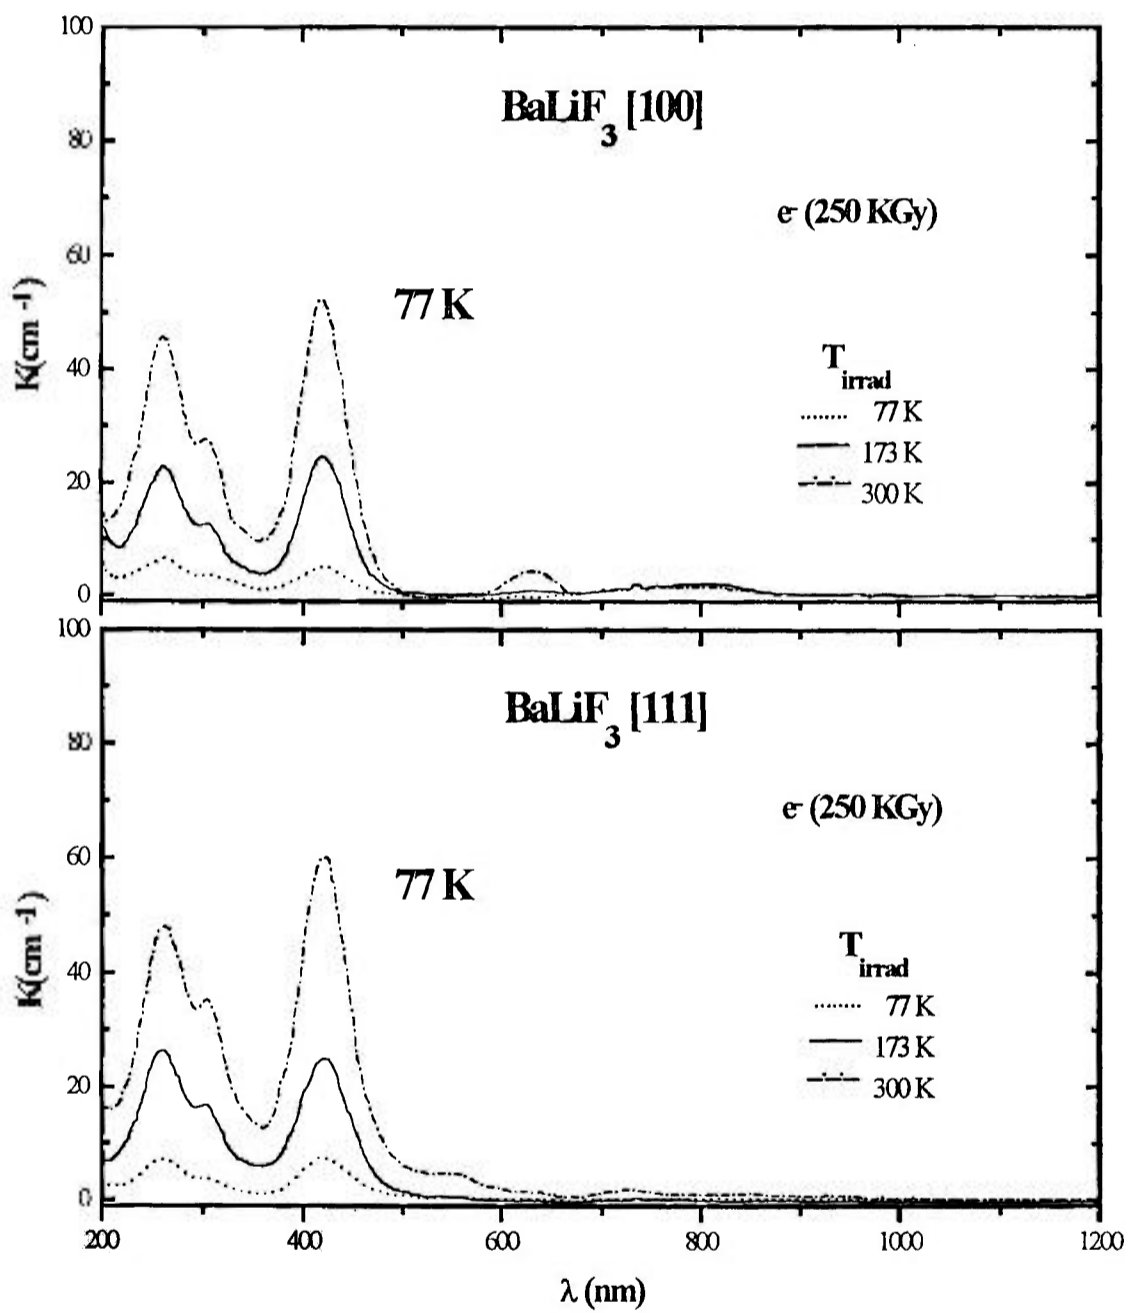 100
80
60
40
20
0
K(cm -1)
BaLiF3 [100]
e- (250 KGy)
77 K
Tirrad
77 K
173 K
300 K
100
80
60
40
20
0
K(cm -1)
BaLiF3 [111]
e- (250 KGy)
77 K
Tirrad
77 K
173 K
300 K
200 400 600 800 1000 1200
λ (nm)